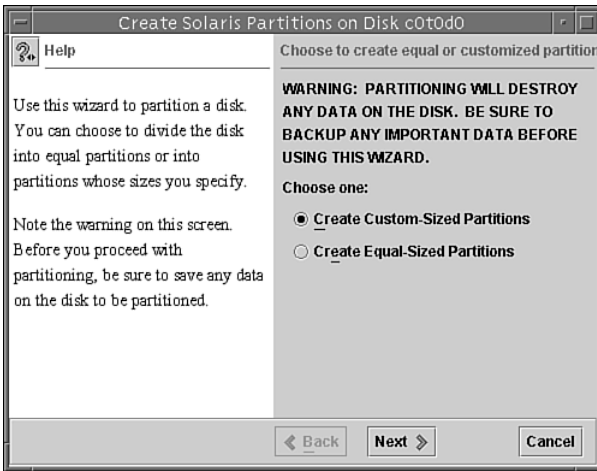 Create Solaris Partitions on Disk c0t0d0
Help
Use this wizard to partition a disk.
You can choose to divide the disk
into equal partitions or into
partitions whose sizes you specify.
Note the warning on this screen.
Before you proceed with
partitioning, be sure to save any data
on the disk to be partitioned.
Choose to create equal or customized partition
WARNING: PARTITIONING WILL DESTROY
ANY DATA ON THE DISK. BE SURE TO
BACKUP ANY IMPORTANT DATA BEFORE
USING THIS WIZARD.
Choose one:
Create Custom-Sized Partitions
Create Equal-Sized Partitions
Back
Next
Cancel